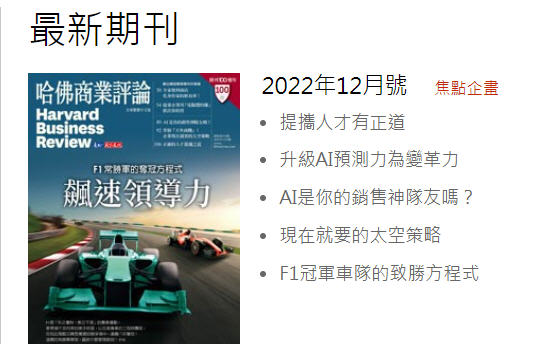 最新期刊
哈佛商業評論
Harvard
Business
Review
100
F1常勝軍的奪冠方程式
飆速領導力
2022年12月號 焦點企畫
提攜人才有正道
升級AI預測力為變革力
AI是你的銷售神隊友嗎？
現在就要的太空策略
F1冠軍車隊的致勝方程式